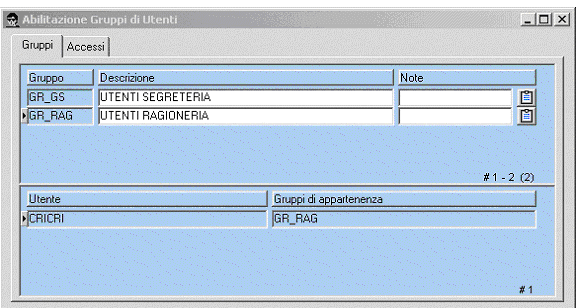 Abilitazione Gruppi di Utenti
Gruppi Accessi
Gruppo Descrizione Note
GR_GS UTENTI SEGRETERIA
GR_RAG UTENTI RAGIONERIA
# 1 - 2 (2)
Utente Gruppi di appartenenza
CRICRI GR_RAG
# 1